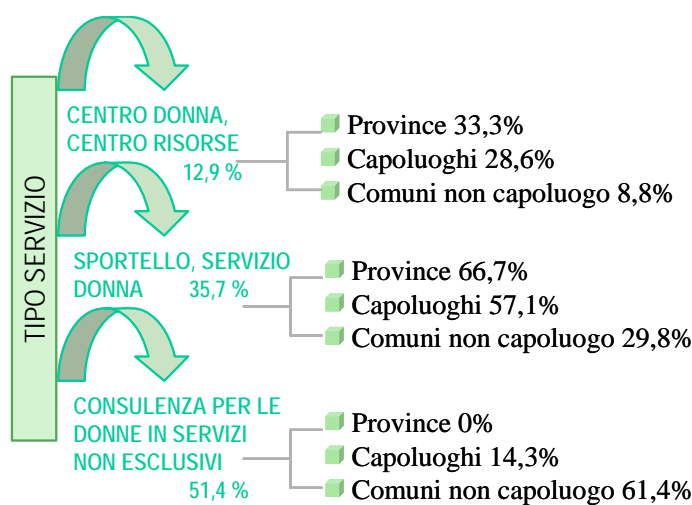 TIPO SERVIZIO
CENTRO DONNA,
CENTRO RISORSE
12,9 %
Province 33,3%
Capoluoghi 28,6%
Comuni non capoluogo 8,8%
SPORTELLO, SERVIZIO
DONNA 35,7 %
Province 66,7%
Capoluoghi 57,1%
Comuni non capoluogo 29,8%
CONSULENZA PER LE
DONNE IN SERVIZI
NON ESCLUSIVI
51,4 %
Province 0%
Capoluoghi 14,3%
Comuni non capoluogo 61,4%